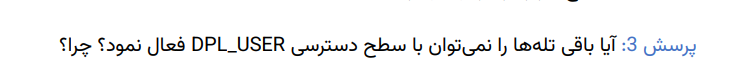 پرسش 3: آیا باقی تله‌ها را نمی‌توان با سطح دسترسی DPL_USER فعال نمود؟ چرا؟